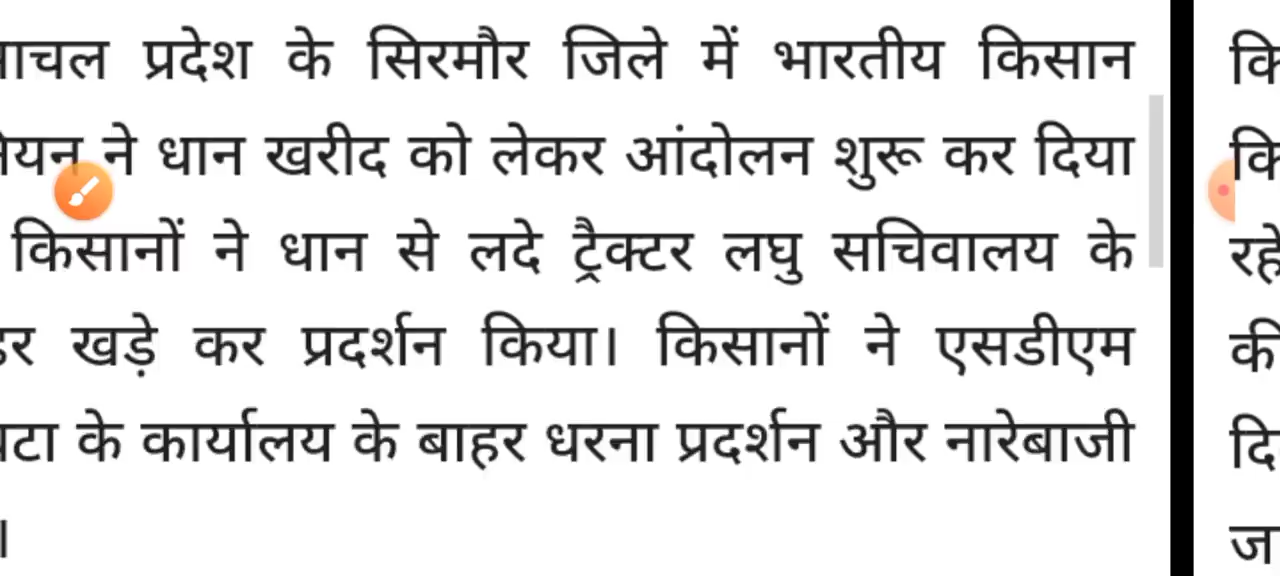 प्रदेश के सिरमौर जिले में भारतीय किसान
ने धान खरीद को लेकर आंदोलन शुरू कर दिया
किसानों ने धान से लदे ट्रैक्टर लघु सचिवालय के
खड़े कर प्रदर्शन किया। किसानों ने एसडीएम
के कार्यालय के बाहर धरना प्रदर्शन और नारेबाजी